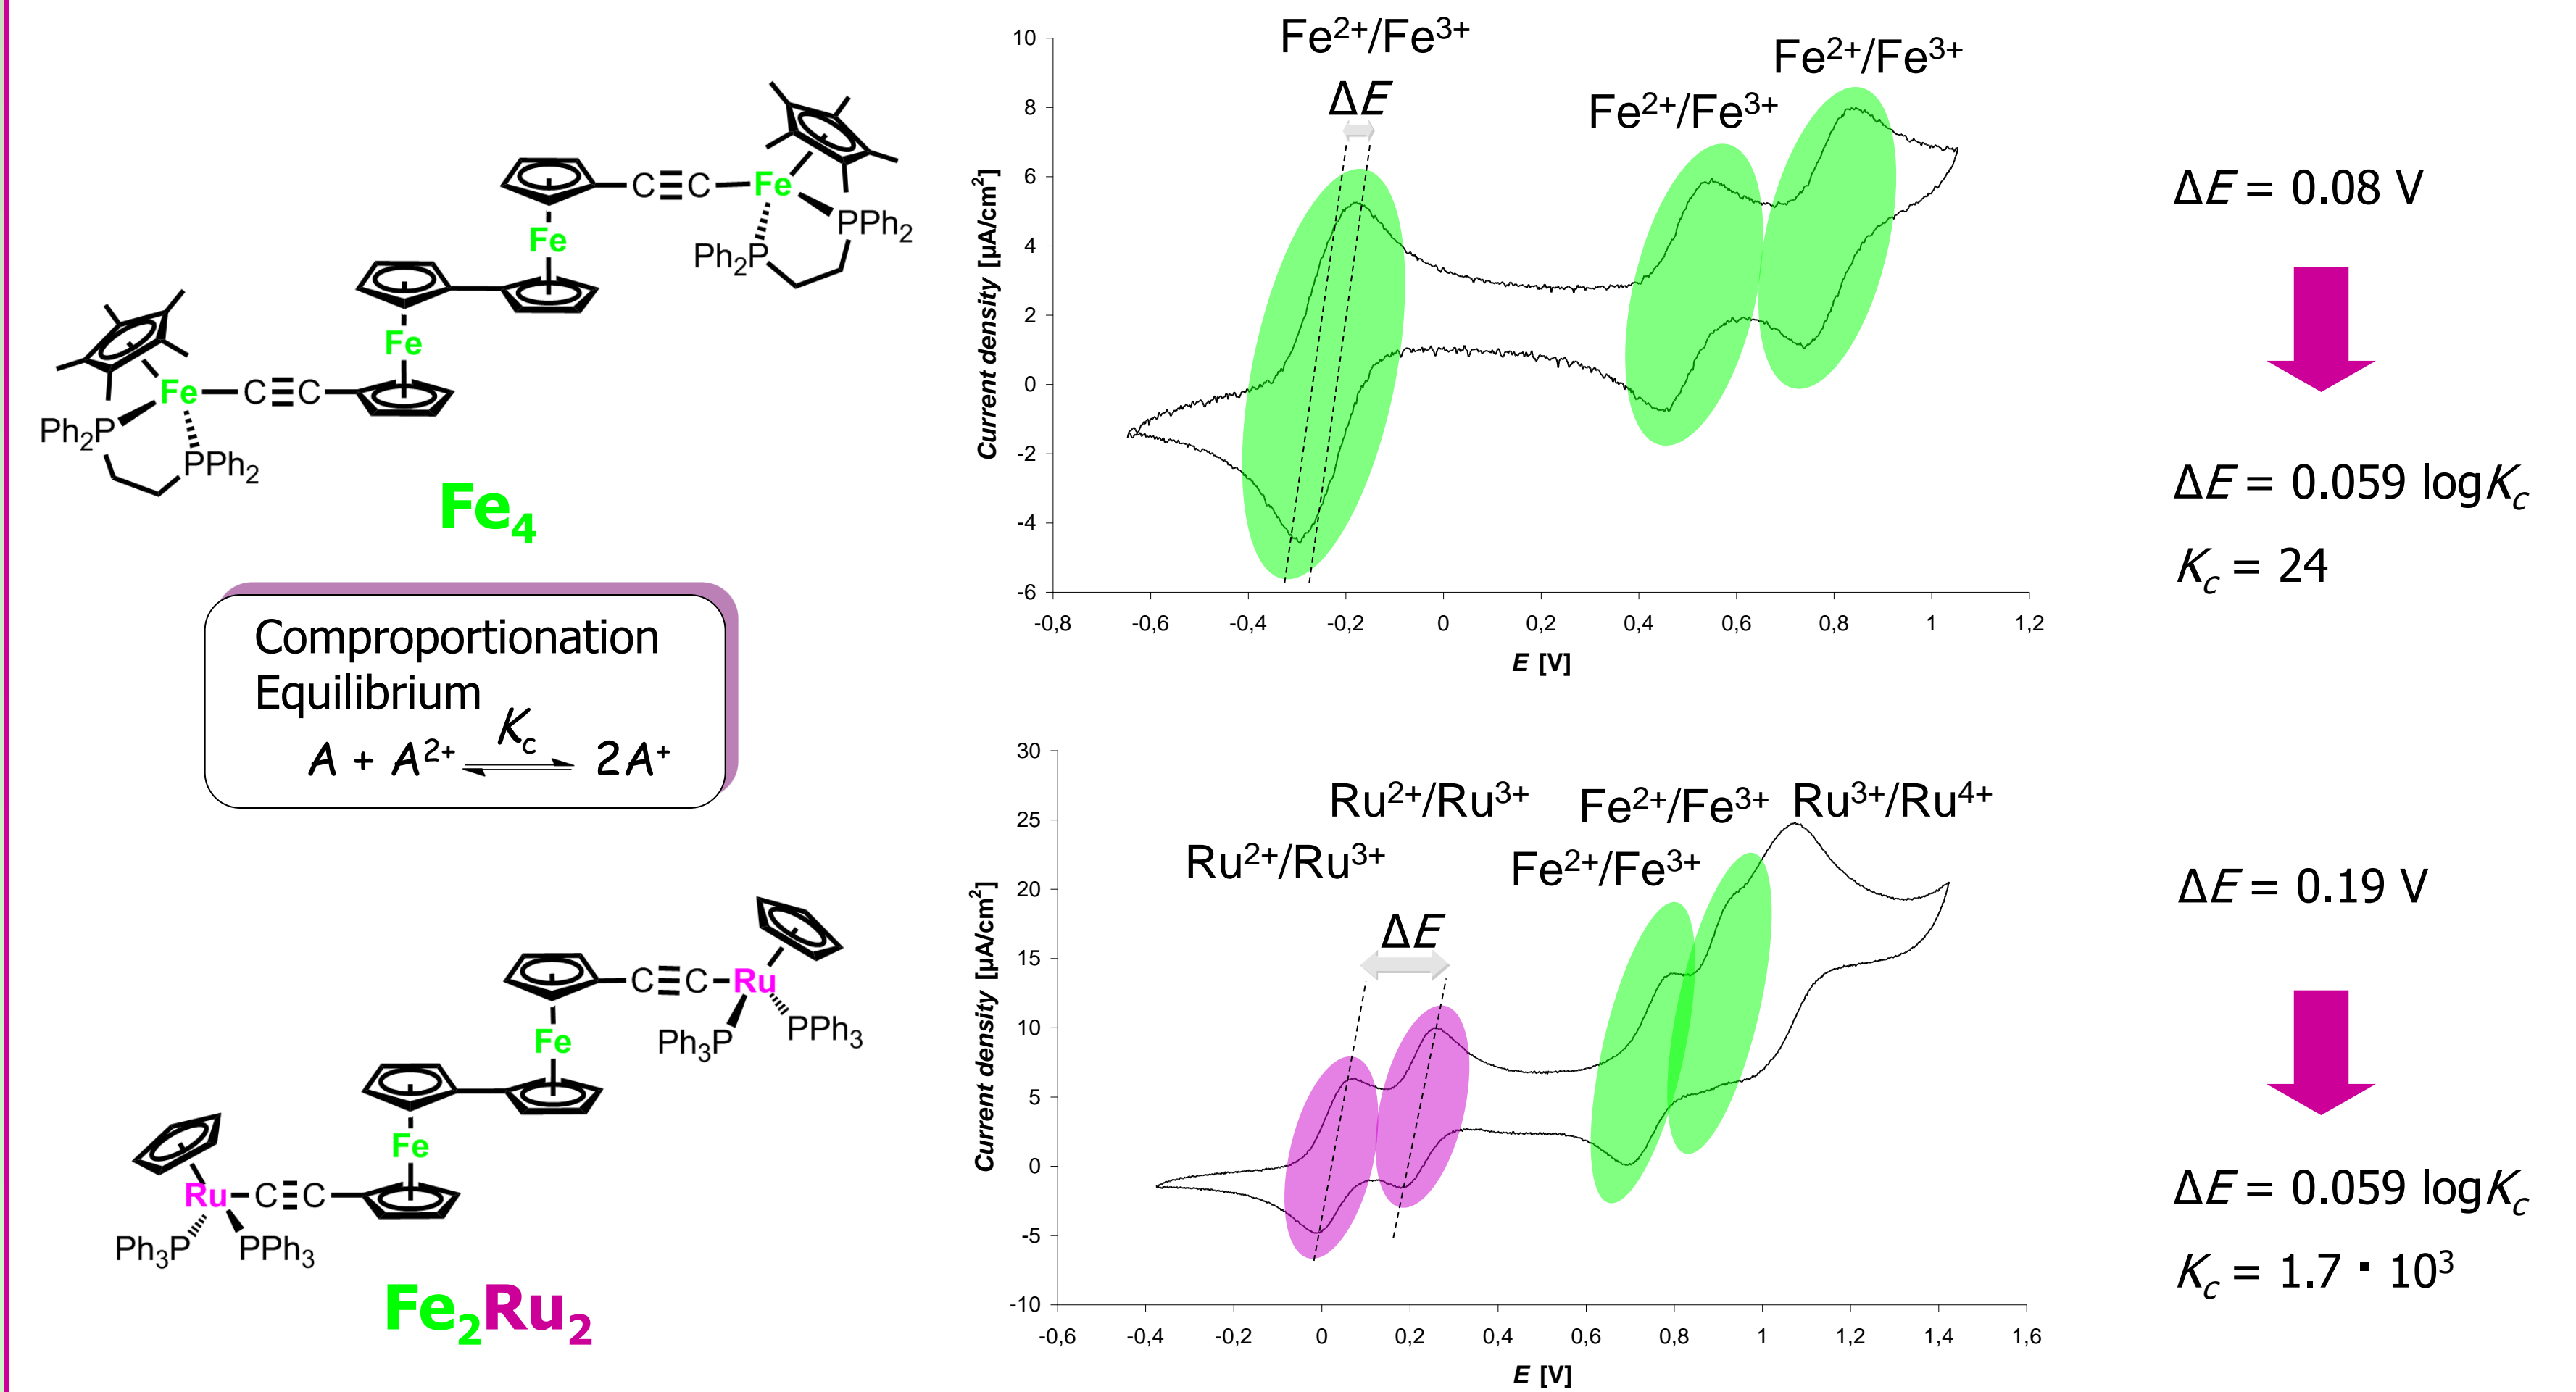 Fe
C≡C
Fe
PPh2
Ph2P
Fe
Fe
C≡C
Ph2P
PPh2
Fe4
Comproportionation
Equilibrium
Kc
A + A2+ ⇌ 2A+
C≡C
Ru
Fe
Ph3P
PPh3
Fe
Ru
C≡C
Ph3P
PPh3
Fe2Ru2
Fe2+/Fe3+
ΔE
Fe2+/Fe3+
Fe2+/Fe3+
Current density [µA/cm2]
10
8
6
4
2
0
-2
-4
-6
-0,8 -0,6 -0,4 -0,2 0 0,2 0,4 0,6 0,8 1 1,2
E [V]
ΔE = 0.08 V
ΔE = 0.059 logKc
Kc = 24
Ru2+/Ru3+
Fe2+/Fe3+
Ru3+/Ru4+
Ru2+/Ru3+
Fe2+/Fe3+
ΔE
Current density [µA/cm2]
30
25
20
15
10
5
0
-5
-10
-0,6 -0,4 -0,2 0 0,2 0,4 0,6 0,8 1 1,2 1,4 1,6
E [V]
ΔE = 0.19 V
ΔE = 0.059 logKc
Kc = 1.7 · 103